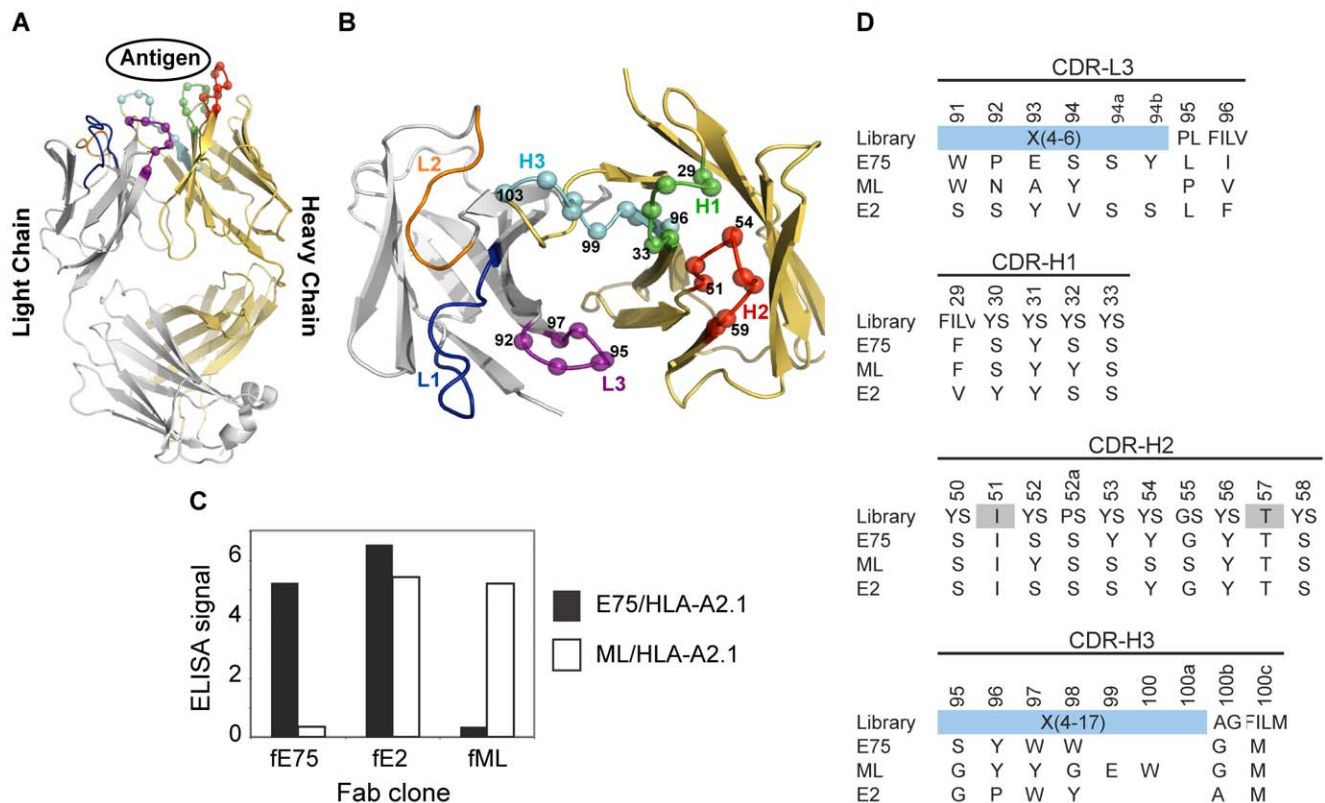 A
Antigen
Light Chain
Heavy Chain
B
L2
H3
103
29
H1
96
99
33
54
51
H2
59
92
97
95
L3
L1
C
ELISA signal
6
4
2
0
fE75 fE2 fML
Fab clone
E75/HLA-A2.1
ML/HLA-A2.1
D
CDR-L3
91 92 93 94 94a 94b 95 96
Library X(4-6) PL FILV
E75 W P E S S Y L I
ML W N A Y P V
E2 S S Y V S S L F
CDR-H1
29 30 31 32 33
Library FILV YS YS YS YS
E75 F S Y S S
ML F S Y Y S
E2 V Y Y S S
CDR-H2
50 51 52 52a 53 54 55 56 57 58
Library YS I YS PS YS YS GS YS T YS
E75 S I S S Y Y G Y T S
ML S I Y S S S S Y T S
E2 S I S S S Y G Y T S
CDR-H3
95 96 97 98 99 100 100a 100b 100c
Library X(4-17) AG FILM
E75 S Y W W G M
ML G Y Y G E W G M
E2 G P W Y A M